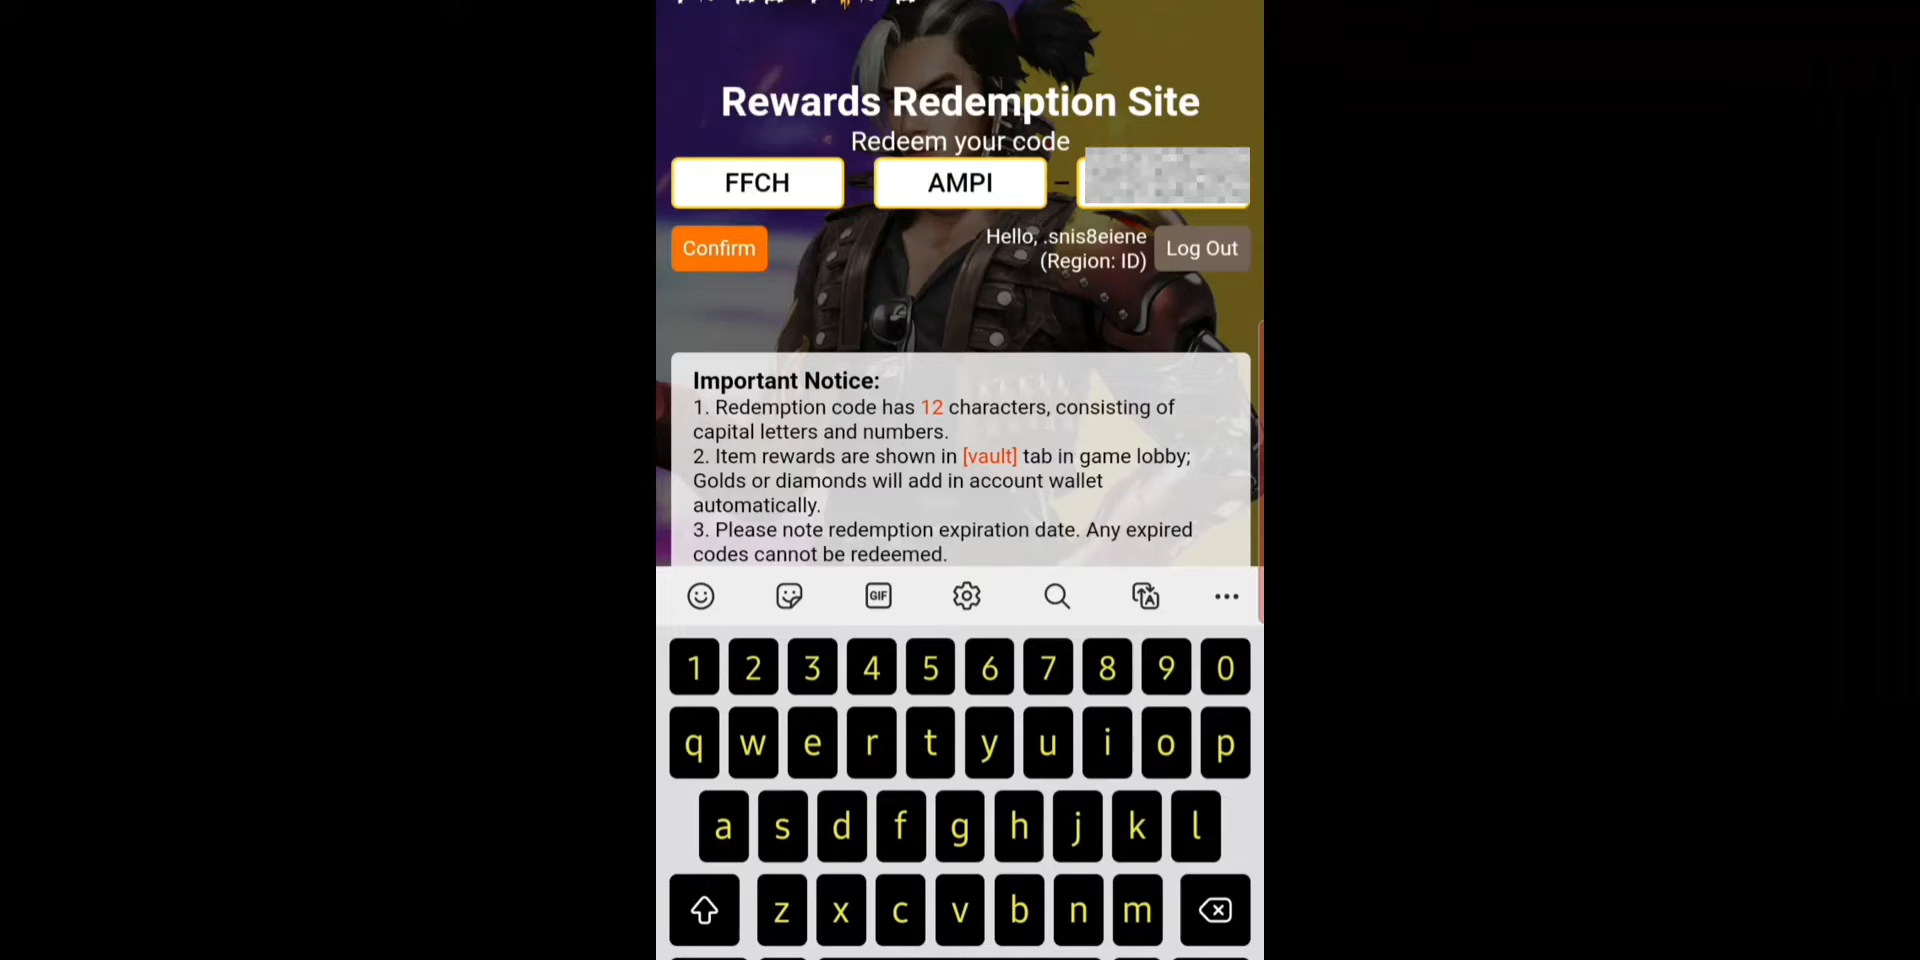 Rewards Redemption Site
Redeem your code
FFCH - AMPI -
Confirm
Hello, .snis8eiene
(Region: ID)
Log Out
Important Notice:
1. Redemption code has 12 characters, consisting of
capital letters and numbers.
2. Item rewards are shown in [vault] tab in game lobby;
Golds or diamonds will add in account wallet
automatically.
3. Please note redemption expiration date. Any expired
codes cannot be redeemed.
GIF
1 2 3 4 5 6 7 8 9 0
q w e r t y u i o p
a s d f g h j k l
z x c v b n m